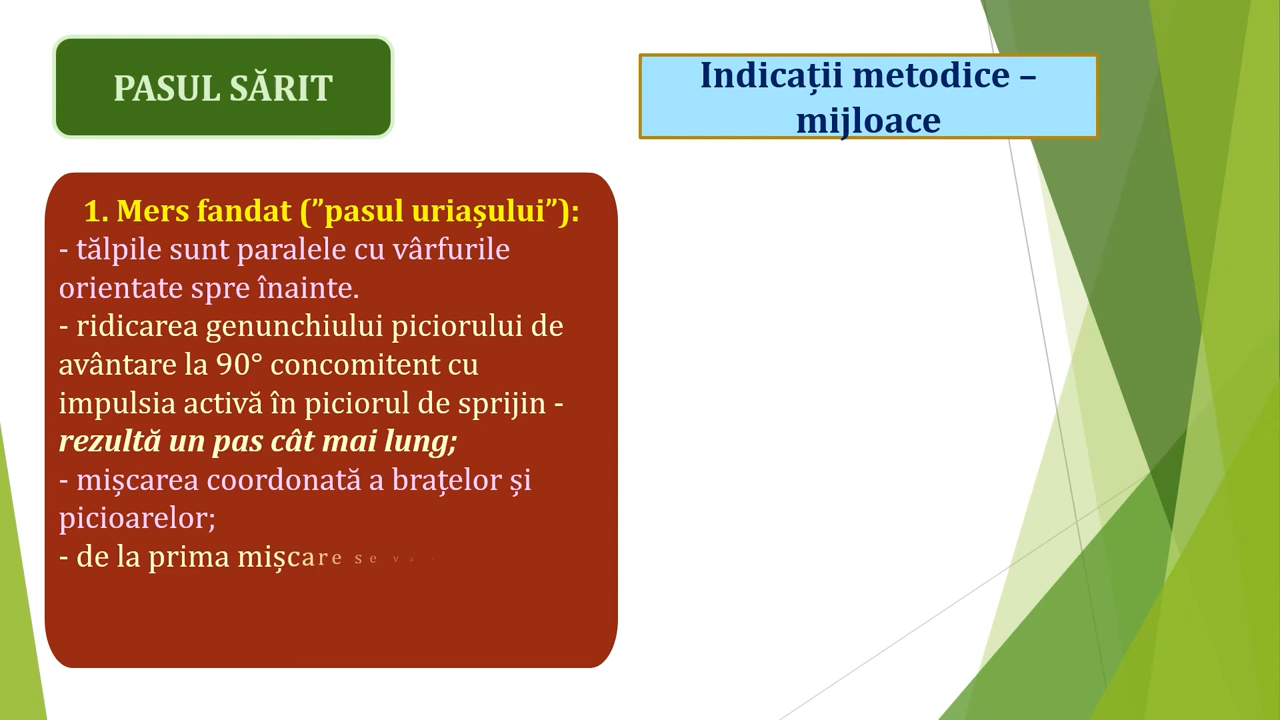 PASUL SĂRIT
Indicații metodice –
mijloace
1. Mers fandat (”pasul uriașului”):
- tălpile sunt paralele cu vârfurile
orientate spre înainte.
- ridicarea genunchiului piciorului de
avântare la 90° concomitent cu
impulsia activă în piciorul de sprijin -
rezultă un pas cât mai lung;
- mișcarea coordonată a brațelor și
picioarelor;
- de la prima mișcare se